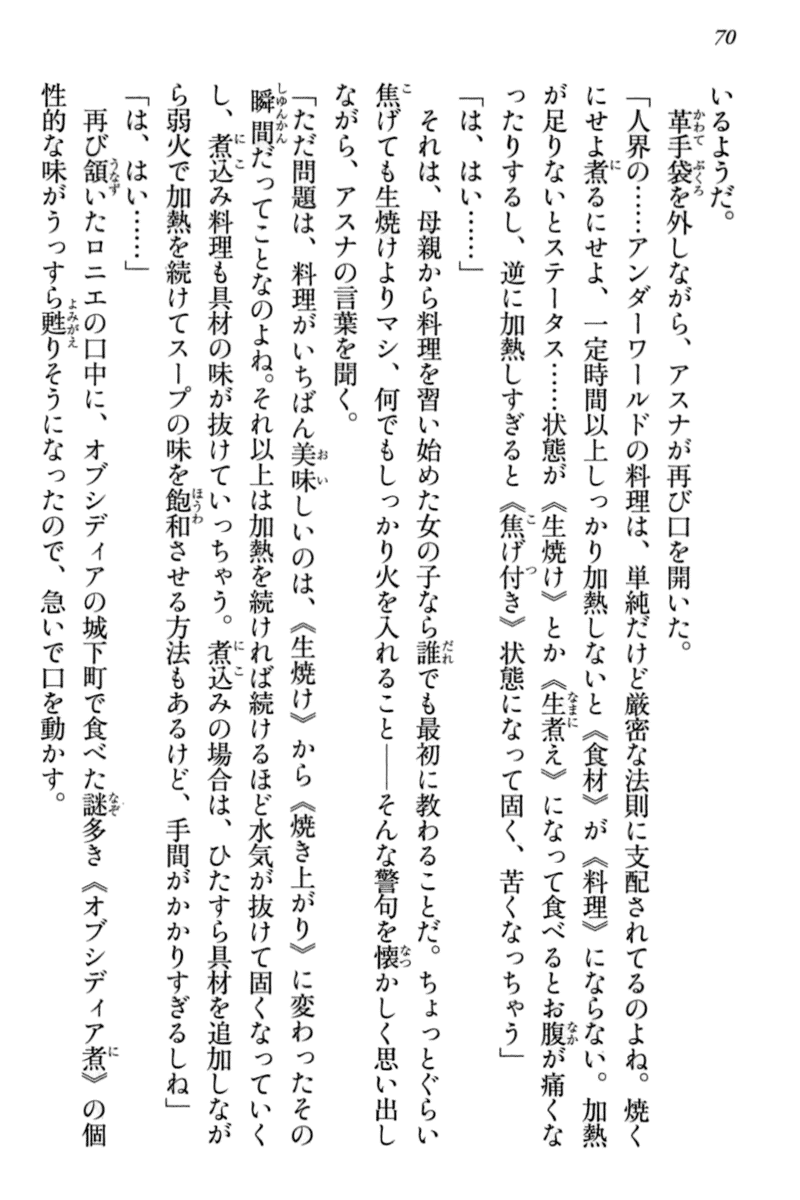 70
いるようだ。
　革手袋を外しながら、アスナが再び口を開いた。
「人界の……アンダーワールドの料理は、単純だけど厳密な法則に支配されてるのよね。焼く
にせよ煮るにせよ、一定時間以上しっかり加熱しないと《食材》が《料理》にならない。加熱
が足りないとステータス……状態が《生焼け》とか《生煮え》になって食べるとお腹が痛くな
ったりするし、逆に加熱しすぎると《焦げ付き》状態になって固く、苦くなっちゃう」
「は、はい……」
　それは、母親から料理を習い始めた女の子なら誰でも最初に教わることだ。ちょっとぐらい
焦げても生焼けよりマシ、何でもしっかり火を入れること――そんな警句を懐かしく思い出し
ながら、アスナの言葉を聞く。
「ただ問題は、料理がいちばん美味しいのは、《生焼け》から《焼き上がり》に変わったその
瞬間だってことなのよね。それ以上は加熱を続ければ続けるほど水気が抜けて固くなっていく
し、煮込み料理も具材の味が抜けていっちゃう。煮込みの場合は、ひたすら具材を追加しなが
ら弱火で加熱を続けてスープの味を飽和させる方法もあるけど、手間がかかりすぎるしね」
「は、はい……」
　再び頷いたロニエの口中に、オブシディアの城下町で食べた謎多き《オブシディア煮》の個
性的な味がうっすら甦りそうになったので、急いで口を動かす。